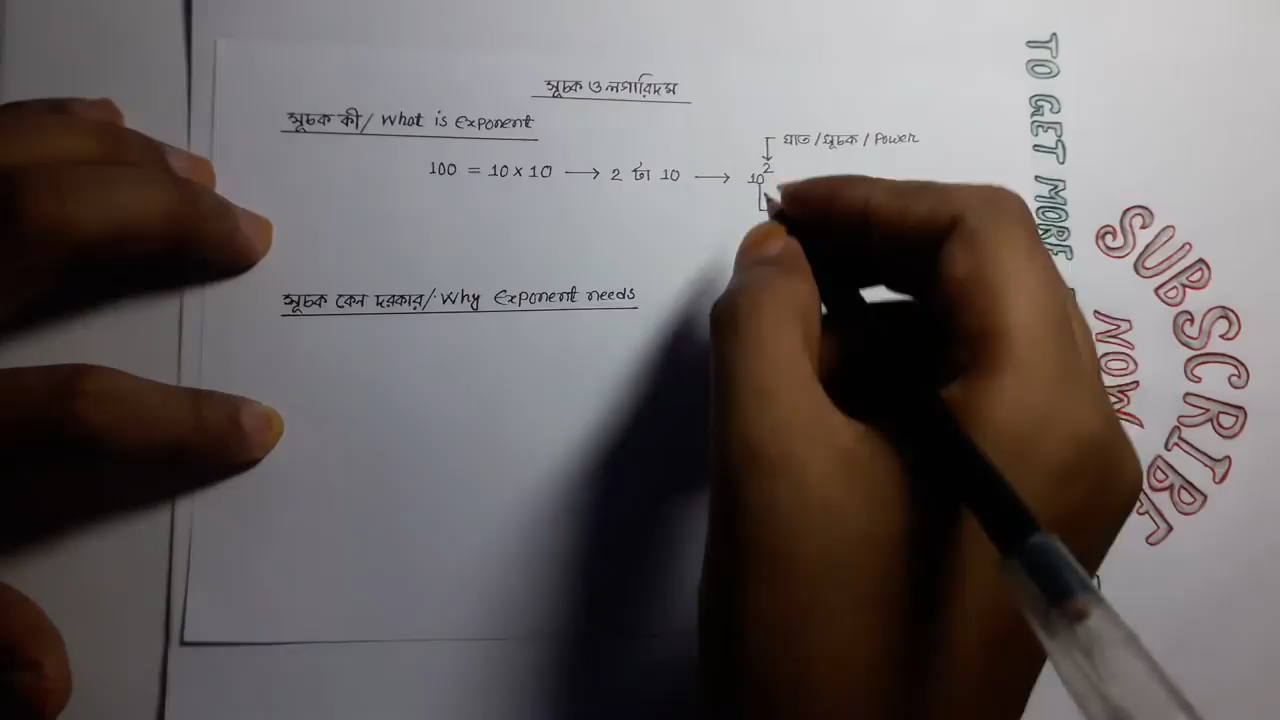 সূচক ও লগারিদম
সূচক কী / What is Exponent
ঘাত / সূচক / Power
100 = 10 × 10 → 2 টা 10 → 10²
সূচক কেন দরকার / Why Exponent needs
TO GET MORE
SUBSCRIBE
NOW